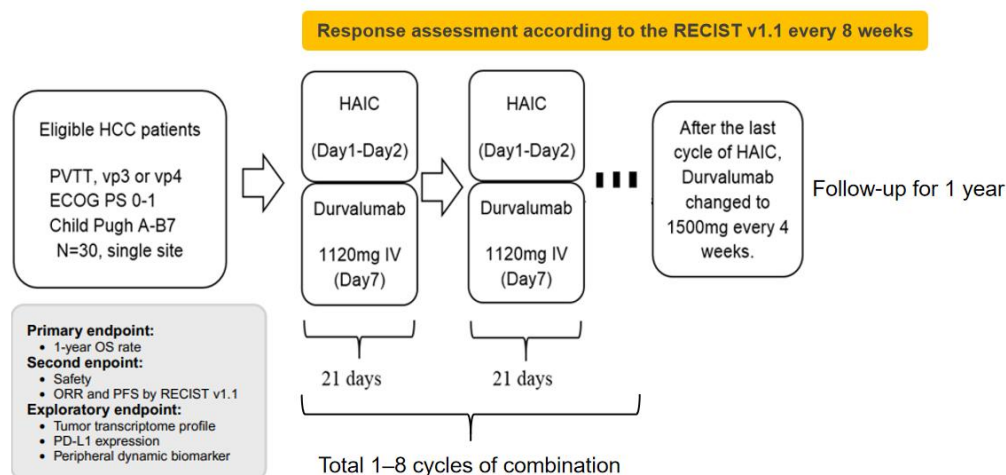 Response assessment according to the RECIST v1.1 every 8 weeks
Eligible HCC patients
PVTT, vp3 or vp4
ECOG PS 0-1
Child Pugh A-B7
N=30, single site
HAIC
(Day1-Day2)
Durvalumab
1120mg IV
(Day7)
HAIC
(Day1-Day2)
Durvalumab
1120mg IV
(Day7)
After the last
cycle of HAIC,
Durvalumab
changed to
1500mg every 4
weeks.
Follow-up for 1 year
Primary endpoint:
• 1-year OS rate
Second enpoint:
• Safety
• ORR and PFS by RECIST v1.1
Exploratory endpoint:
• Tumor transcriptome profile
• PD-L1 expression
• Peripheral dynamic biomarker
21 days
21 days
Total 1–8 cycles of combination